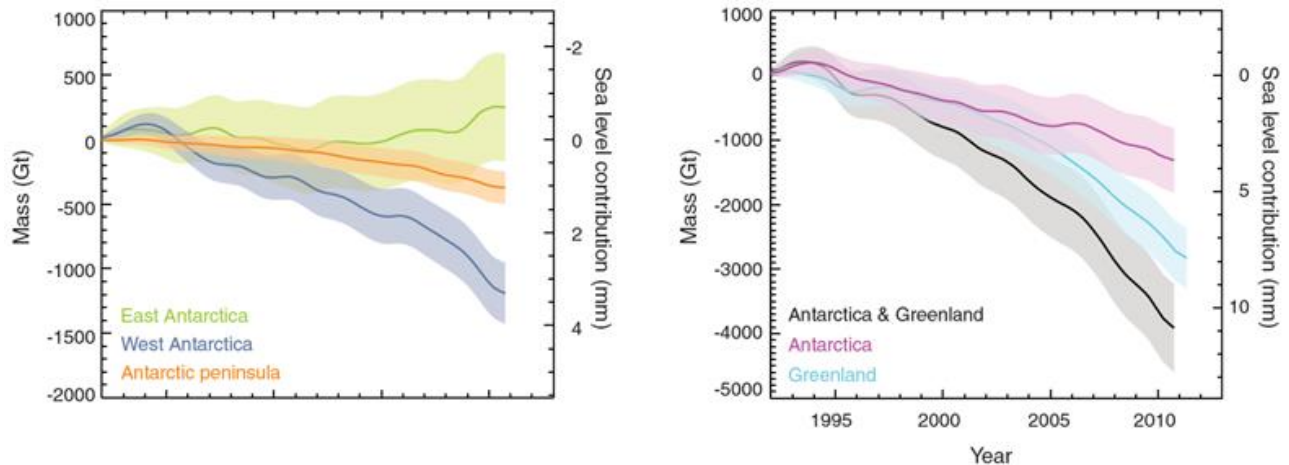 1000
500
0
-500
-1000
-1500
-2000
Mass (Gt)
-2
0
2
4
Sea level contribution (mm)
East Antarctica
West Antarctica
Antarctic peninsula
1000
0
-1000
-2000
-3000
-4000
-5000
Mass (Gt)
0
5
10
Sea level contribution (mm)
Antarctica & Greenland
Antarctica
Greenland
1995 2000 2005 2010
Year